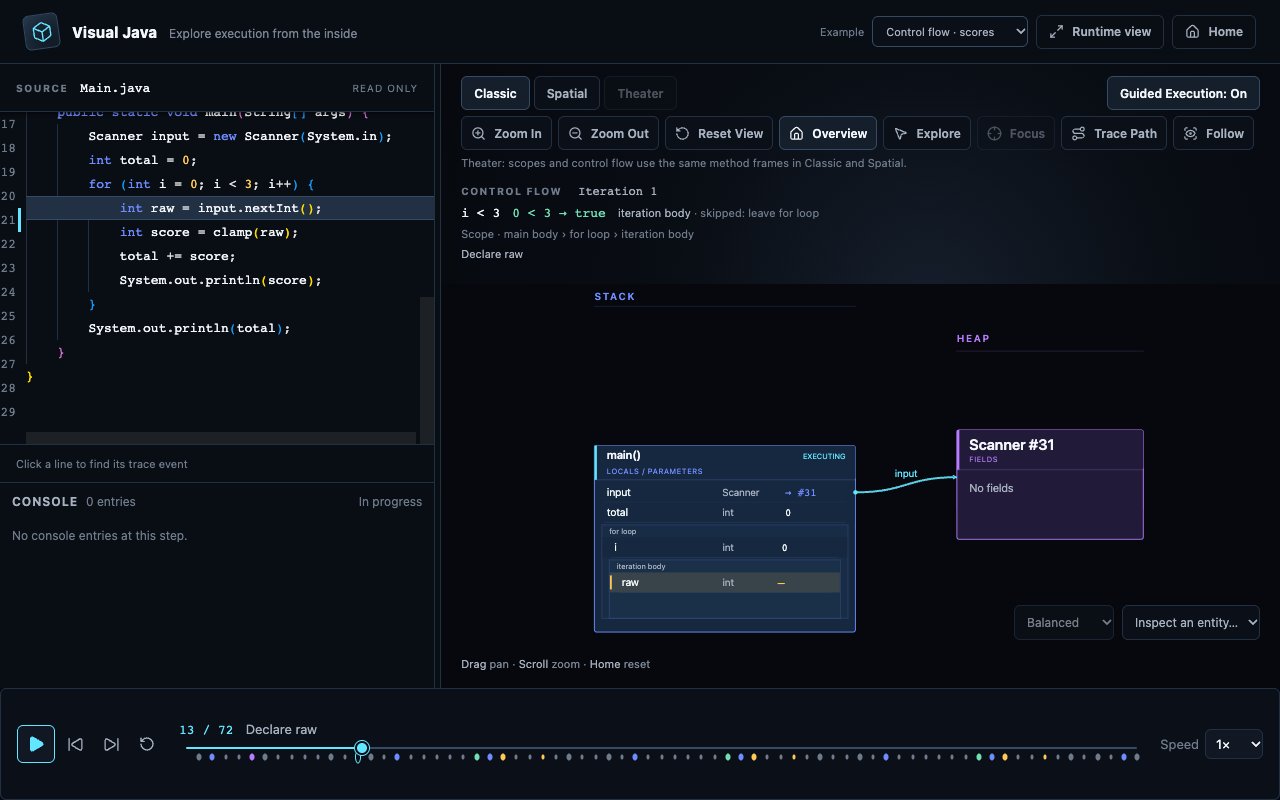 Visual Java Explore execution from the inside Example Control flow · scores Runtime view Home
SOURCE Main.java READ ONLY
17 public static void main(String[] args) {
18 Scanner input = new Scanner(System.in);
19 int total = 0;
20 for (int i = 0; i < 3; i++) {
21 int raw = input.nextInt();
22 int score = clamp(raw);
23 total += score;
24 System.out.println(score);
25 }
26 System.out.println(total);
27 }
28 }
29
Click a line to find its trace event
CONSOLE 0 entries In progress
No console entries at this step.
Classic Spatial Theater Guided Execution: On
Zoom In Zoom Out Reset View Overview Explore Focus Trace Path Follow
Theater: scopes and control flow use the same method frames in Classic and Spatial.
CONTROL FLOW Iteration 1
i < 3 0 < 3 → true iteration body · skipped: leave for loop
Scope · main body › for loop › iteration body
Declare raw
STACK
HEAP
main() EXECUTING
LOCALS / PARAMETERS
input Scanner → #31
total int 0
for loop
i int 0
iteration body
raw int —
input
Scanner #31
FIELDS
No fields
Balanced Inspect an entity...
Drag pan · Scroll zoom · Home reset
13 / 72 Declare raw
Speed 1×